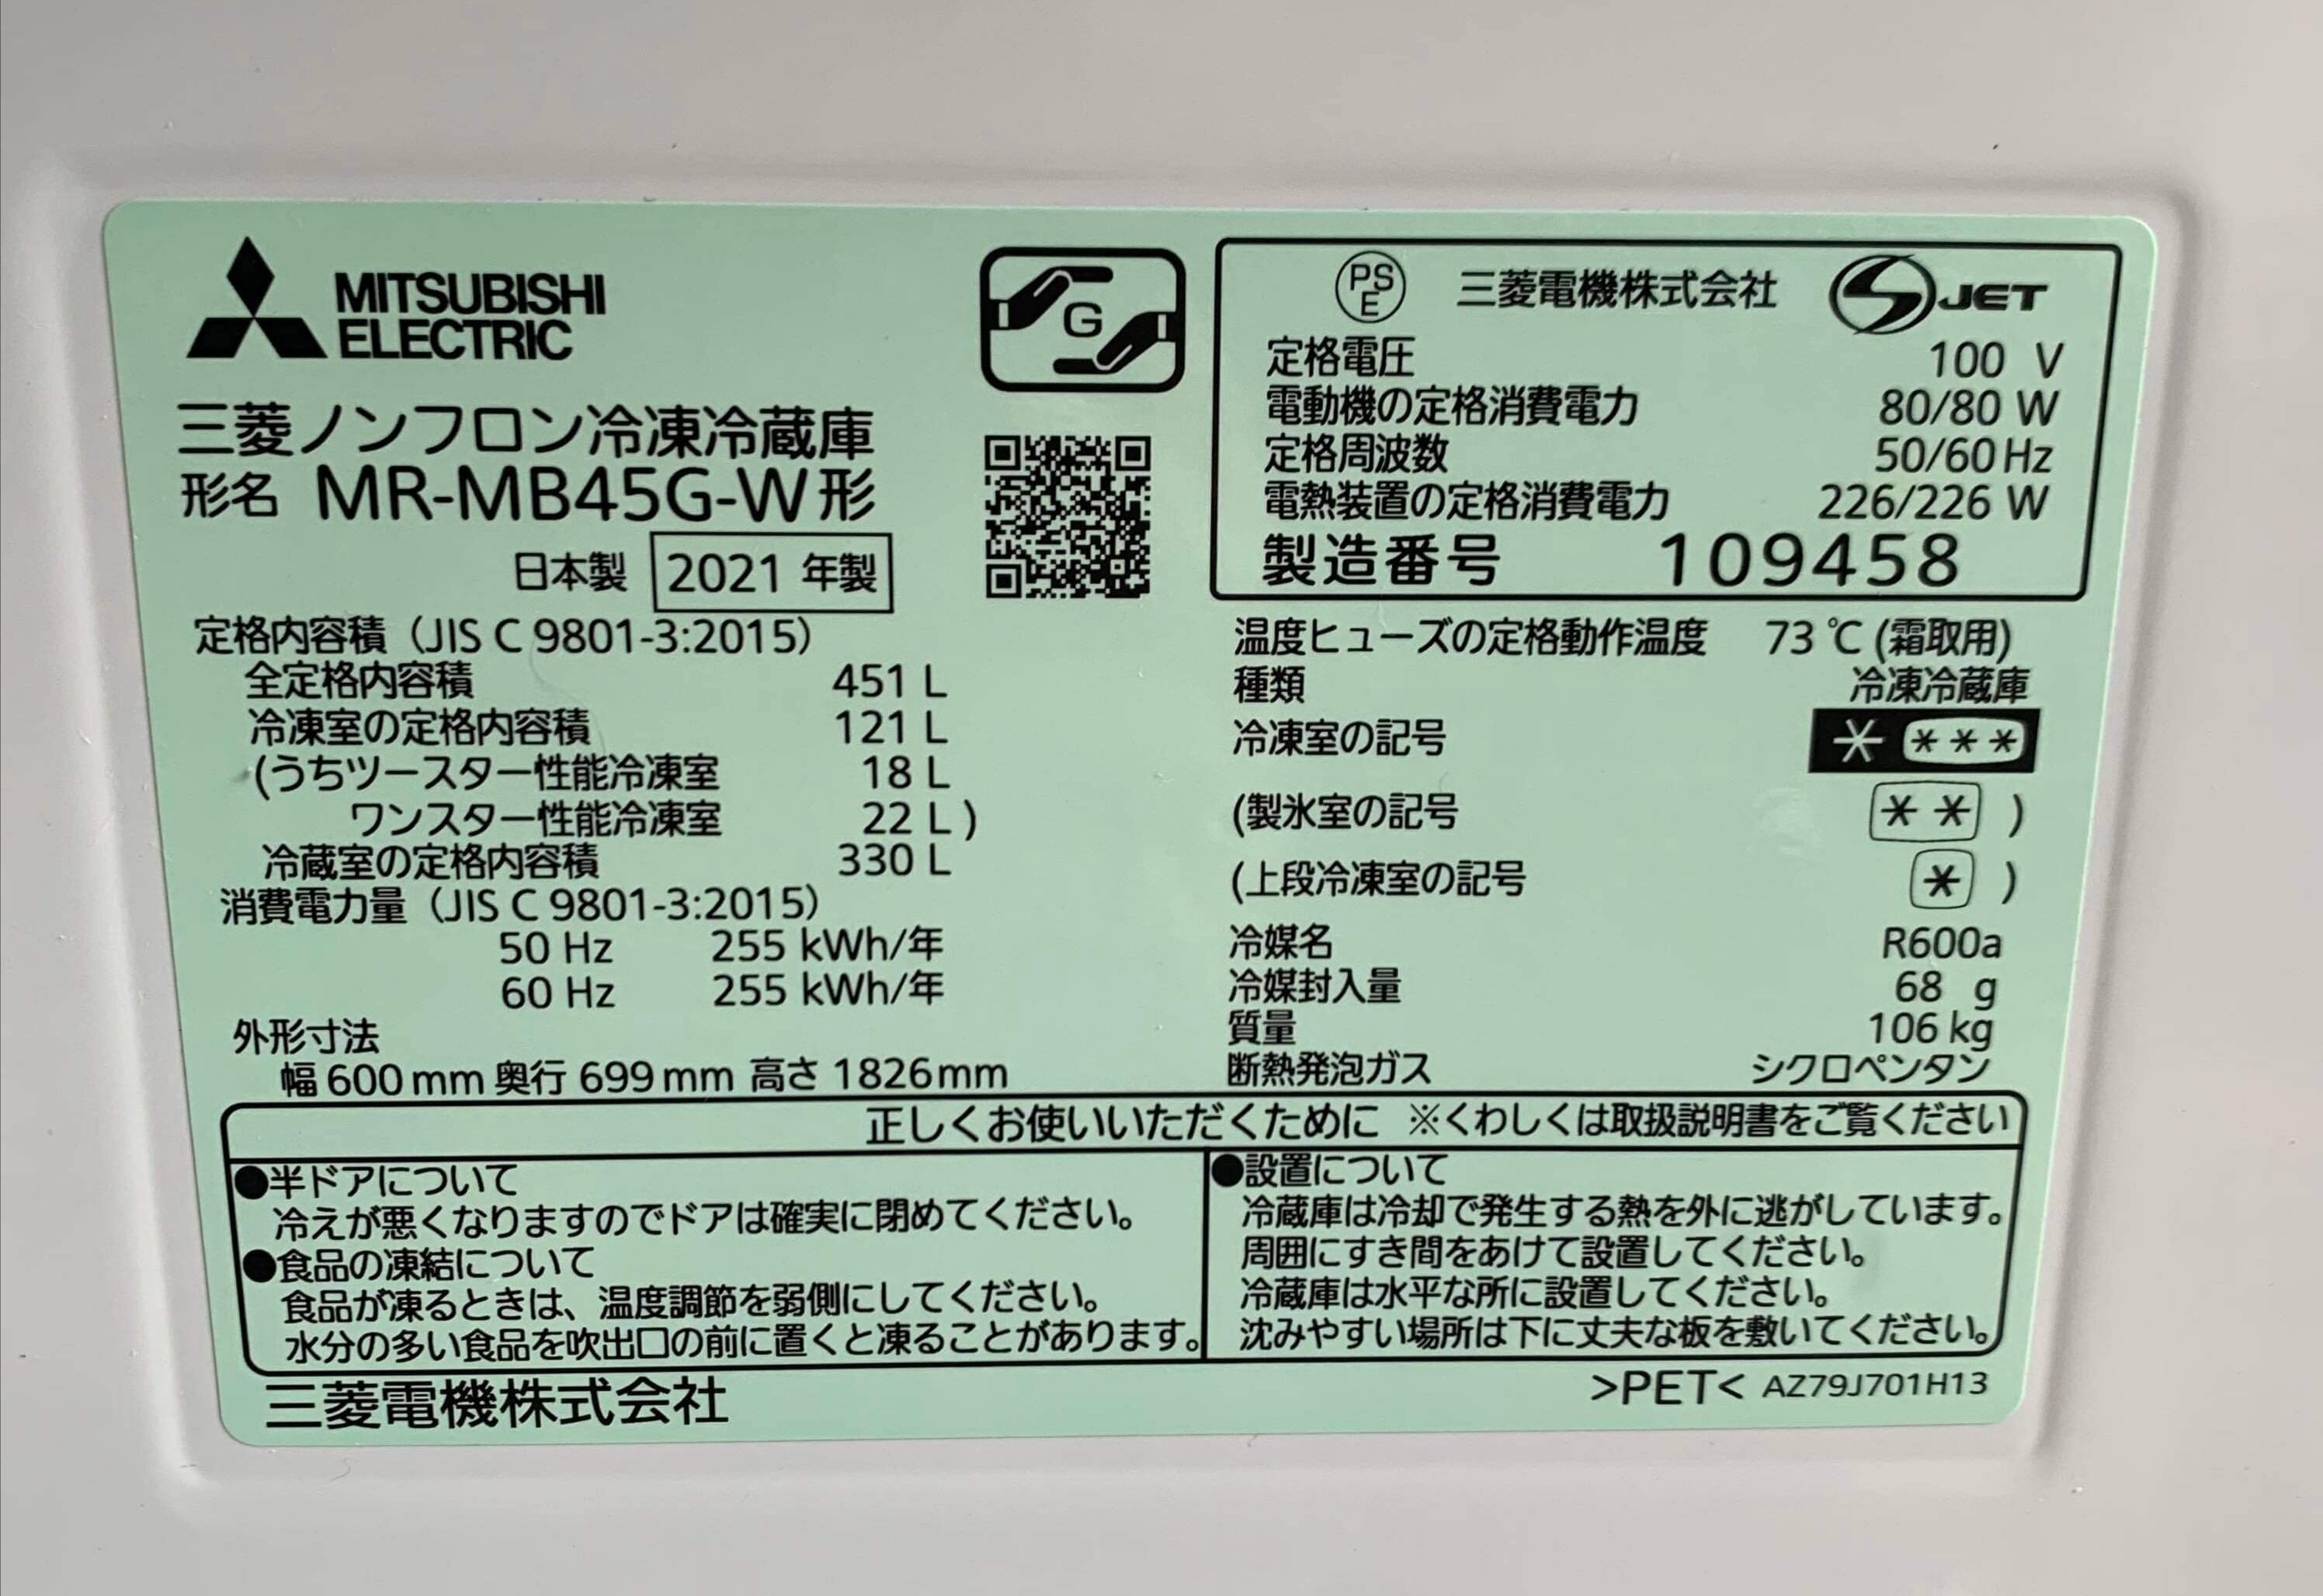 MITSUBISHI
ELECTRIC
G
三菱ノンフロン冷凍冷蔵庫
形名 MR-MB45G-W形
日本製 2021 年製
定格内容積（JIS C 9801-3:2015）
全定格内容積 451 L
冷凍室の定格内容積 121 L
(うちツースター性能冷凍室 18 L
ワンスター性能冷凍室 22 L )
冷蔵室の定格内容積 330 L
消費電力量（JIS C 9801-3:2015）
50 Hz 255 kWh/年
60 Hz 255 kWh/年
外形寸法
幅 600 mm 奥行 699 mm 高さ 1826mm
PSE 三菱電機株式会社 JET
定格電圧 100 V
電動機の定格消費電力 80/80 W
定格周波数 50/60 Hz
電熱装置の定格消費電力 226/226 W
製造番号 109458
温度ヒューズの定格動作温度 73 ℃ (霜取用)
種類 冷凍冷蔵庫
冷凍室の記号 * ***
(製氷室の記号 ** )
(上段冷凍室の記号 * )
冷媒名 R600a
冷媒封入量 68 g
質量 106 kg
断熱発泡ガス シクロペンタン
正しくお使いいただくために ※くわしくは取扱説明書をご覧ください
●半ドアについて
冷えが悪くなりますのでドアは確実に閉めてください。
●食品の凍結について
食品が凍るときは、温度調節を弱側にしてください。
水分の多い食品を吹出口の前に置くと凍ることがあります。
●設置について
冷蔵庫は冷却で発生する熱を外に逃がしています。
周囲にすき間をあけて設置してください。
冷蔵庫は水平な所に設置してください。
沈みやすい場所は下に丈夫な板を敷いてください。
三菱電機株式会社
>PET< AZ79J701H13